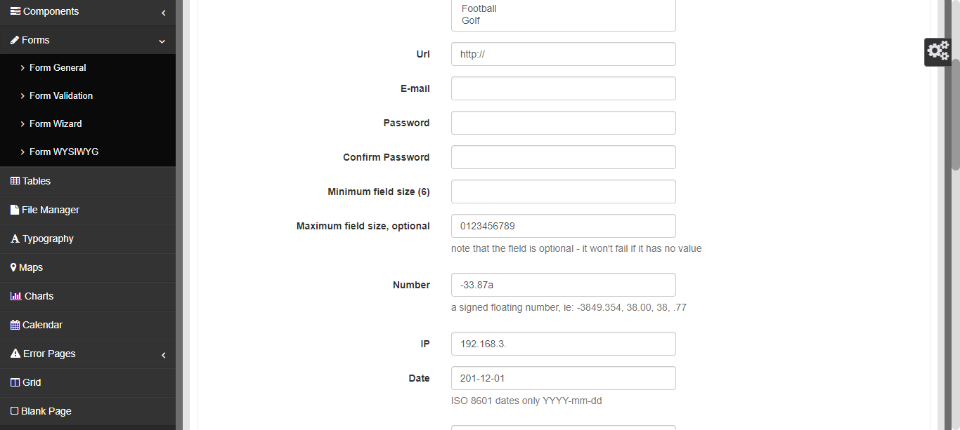 Components
Forms
Form General
Form Validation
Form Wizard
Form WYSIWYG
Tables
File Manager
Typography
Maps
Charts
Calendar
Error Pages
Grid
Blank Page
Football
Golf
Url
http://
E-mail
Password
Confirm Password
Minimum field size (6)
Maximum field size, optional
0123456789
note that the field is optional - it won't fail if it has no value
Number
-33.87a
a signed floating number, ie: -3849.354, 38.00, 38, .77
IP
192.168.3.
Date
201-12-01
ISO 8601 dates only YYYY-mm-dd